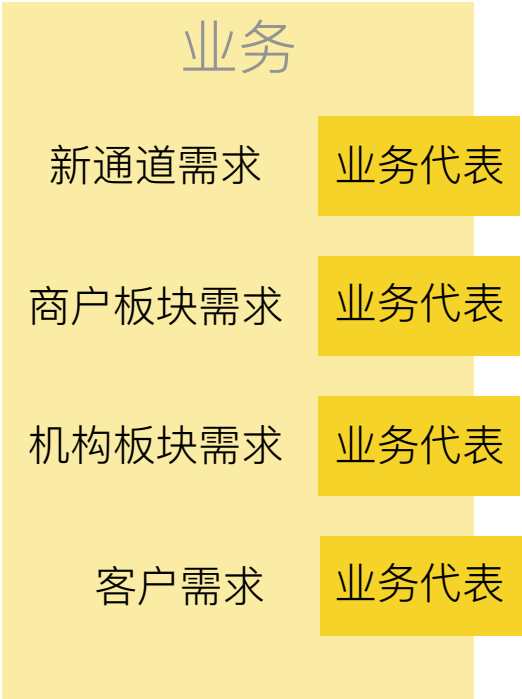 业务
新通道需求 业务代表
商户板块需求 业务代表
机构板块需求 业务代表
客户需求 业务代表